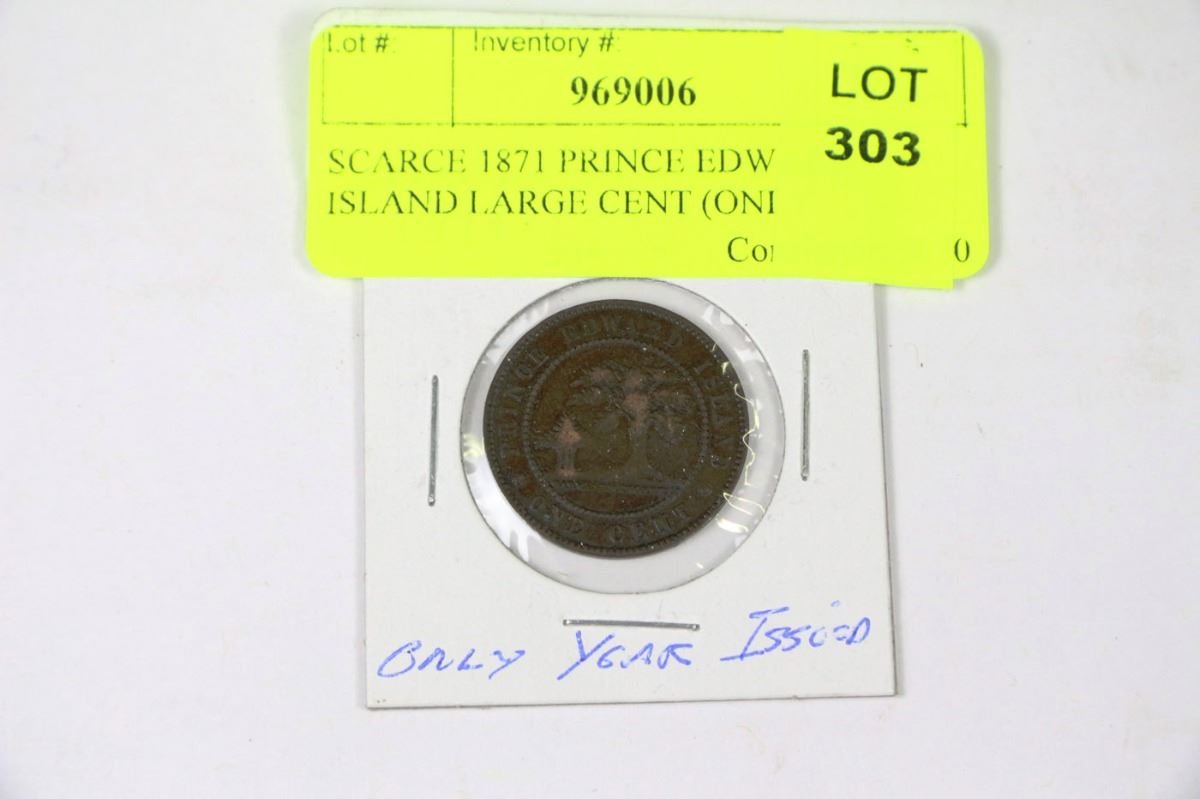 Lot #: Inventory #:
969006
LOT
303
SCARCE 1871 PRINCE EDW
ISLAND LARGE CENT (ONL
Co 0
PRINCE EDWARD ISLAND
ONE CENT
ONLY YEAR ISSUED